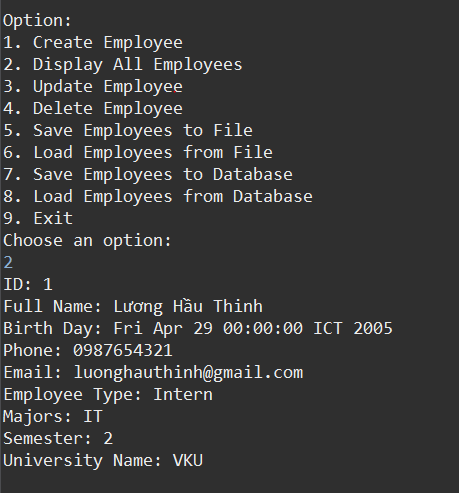 Option:
1. Create Employee
2. Display All Employees
3. Update Employee
4. Delete Employee
5. Save Employees to File
6. Load Employees from File
7. Save Employees to Database
8. Load Employees from Database
9. Exit
Choose an option:
2
ID: 1
Full Name: Lương Hầu Thinh
Birth Day: Fri Apr 29 00:00:00 ICT 2005
Phone: 0987654321
Email: luonghauthinh@gmail.com
Employee Type: Intern
Majors: IT
Semester: 2
University Name: VKU